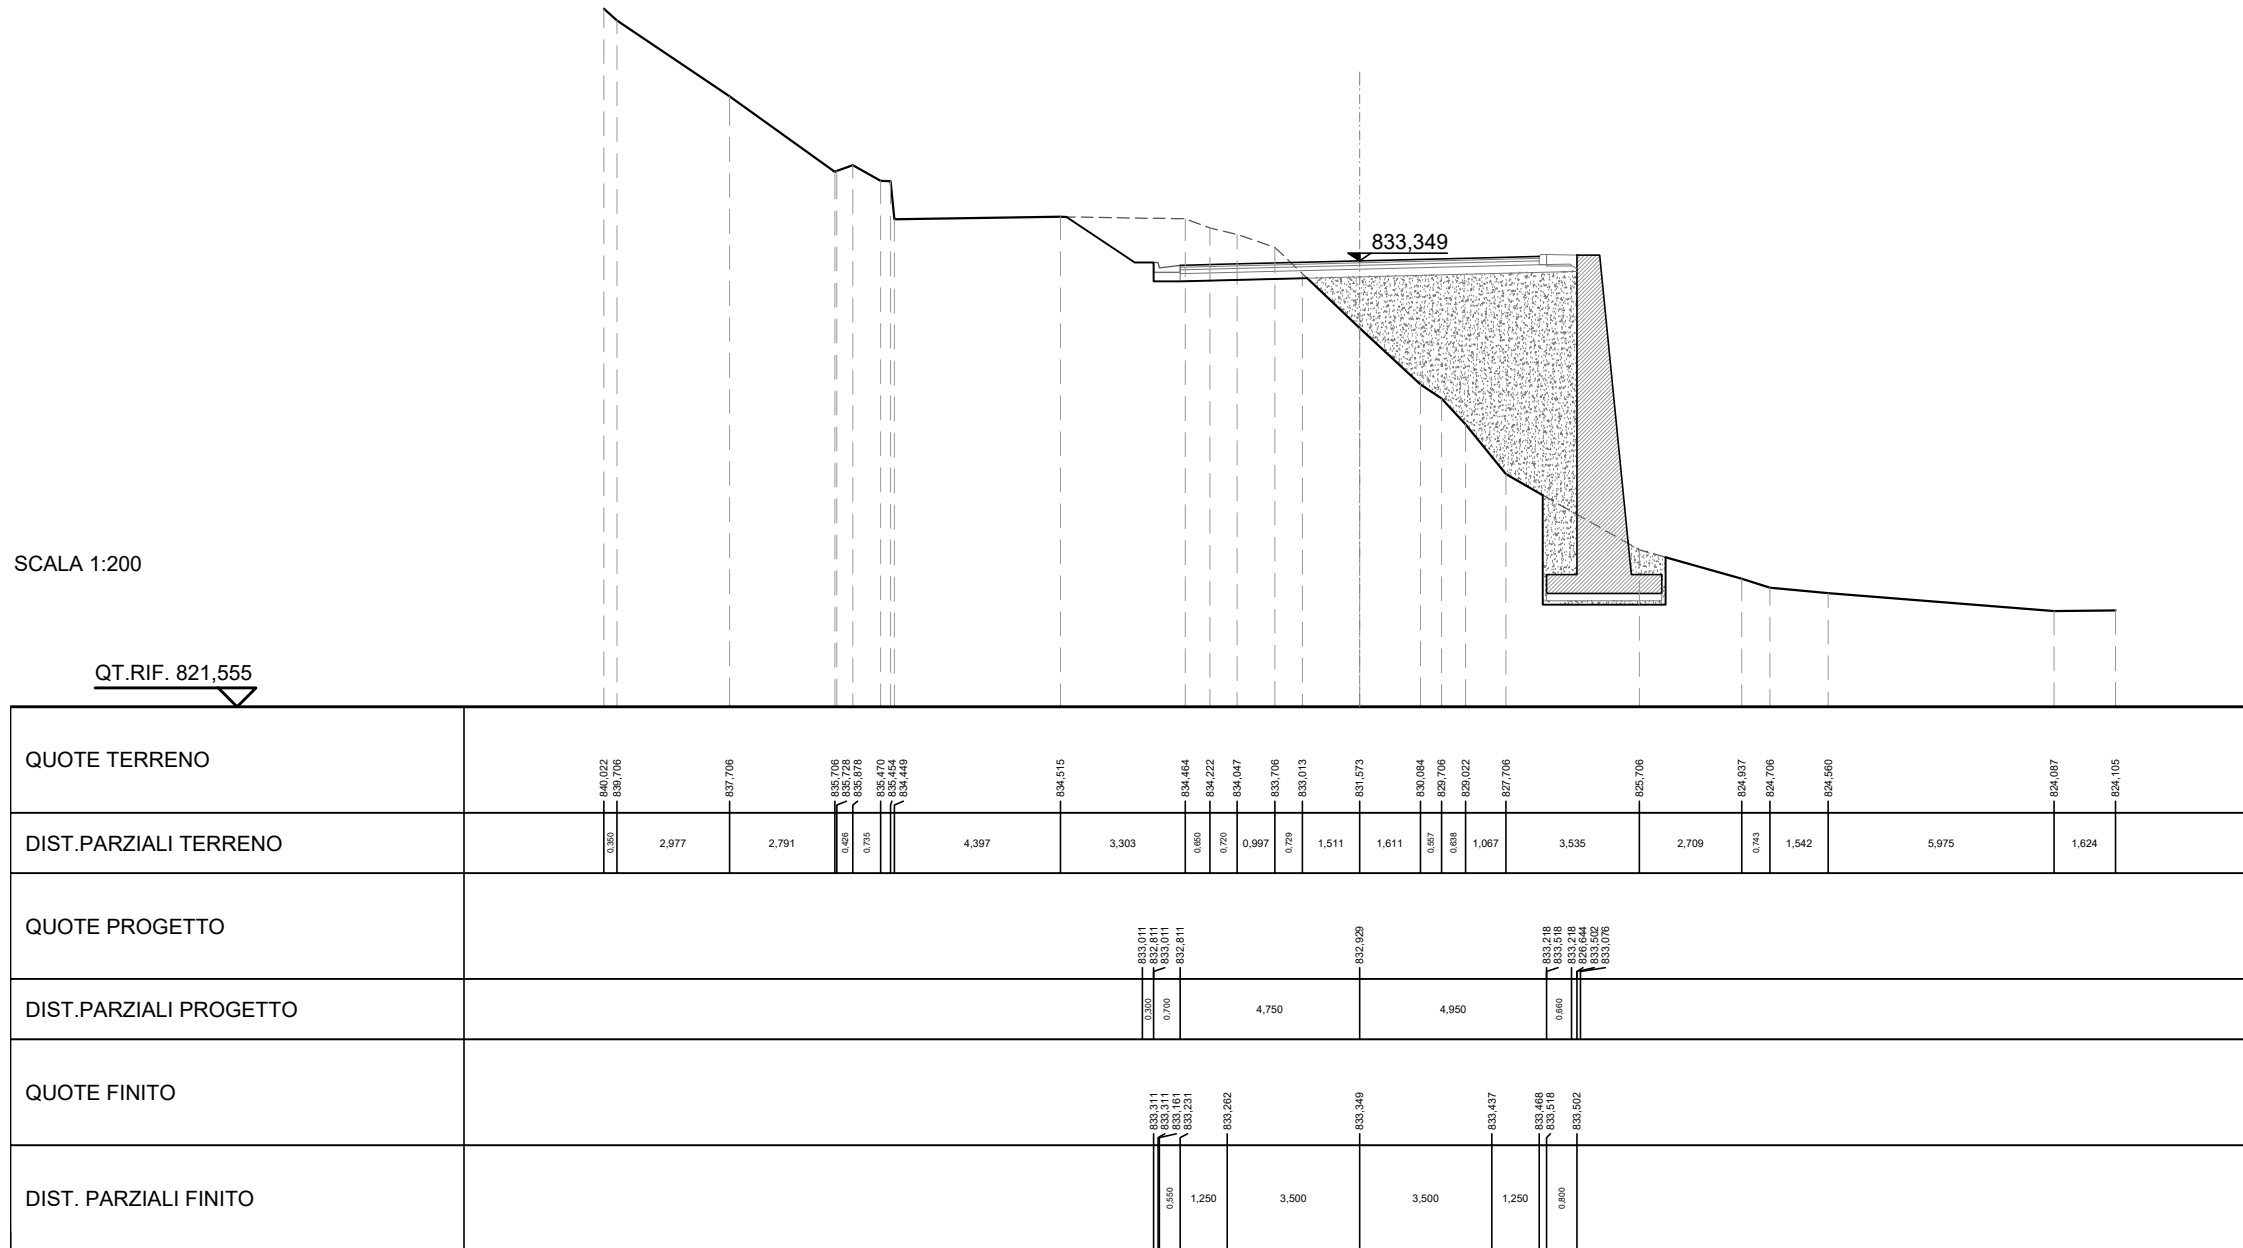 833,349
SCALA 1:200
QT.RIF. 821,555
QUOTE TERRENO
840,022 839,706 837,706 835,706 835,728 835,878 835,470 835,454 834,449 834,515 834,464 834,222 834,047 833,706 833,013 831,573 830,084 829,706 829,022 827,706 825,706 824,937 824,706 824,560 824,087 824,105
DIST.PARZIALI TERRENO
0,350 2,977 2,791 0,426 0,735 4,397 3,303 0,650 0,720 0,997 0,729 1,511 1,611 0,557 0,638 1,067 3,535 2,709 0,743 1,542 5,975 1,624
QUOTE PROGETTO
833,011 832,811 833,011 832,811 832,929 833,218 833,518 833,218 826,644 833,502 833,076
DIST.PARZIALI PROGETTO
0,300 0,700 4,750 4,950 0,660
QUOTE FINITO
833,311 833,311 833,161 833,231 833,262 833,349 833,437 833,468 833,518 833,502
DIST. PARZIALI FINITO
0,550 1,250 3,500 3,500 1,250 0,800